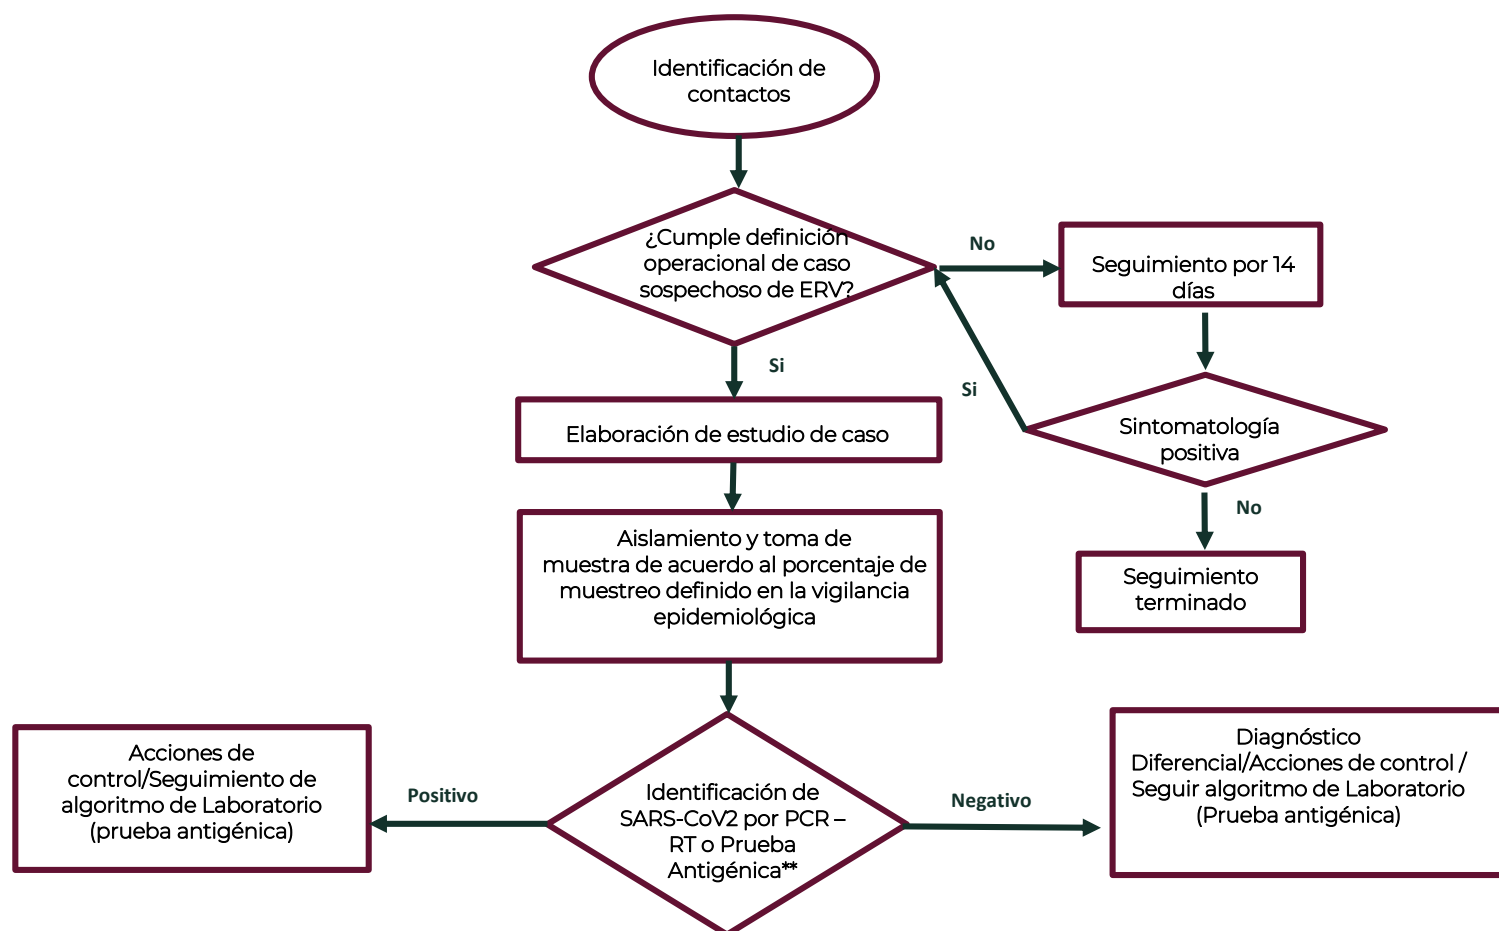 Identificación de
contactos
¿Cumple definición
operacional de caso
sospechoso de ERV?
No
Seguimiento por 14
días
Si
Si
Elaboración de estudio de caso
Sintomatología
positiva
No
Aislamiento y toma de
muestra de acuerdo al porcentaje de
muestreo definido en la vigilancia
epidemiológica
Seguimiento
terminado
Acciones de
control/Seguimiento de
algoritmo de Laboratorio
(prueba antigénica)
Positivo
Identificación de
SARS-CoV2 por PCR –
RT o Prueba
Antigénica**
Negativo
Diagnóstico
Diferencial/Acciones de control /
Seguir algoritmo de Laboratorio
(Prueba antigénica)